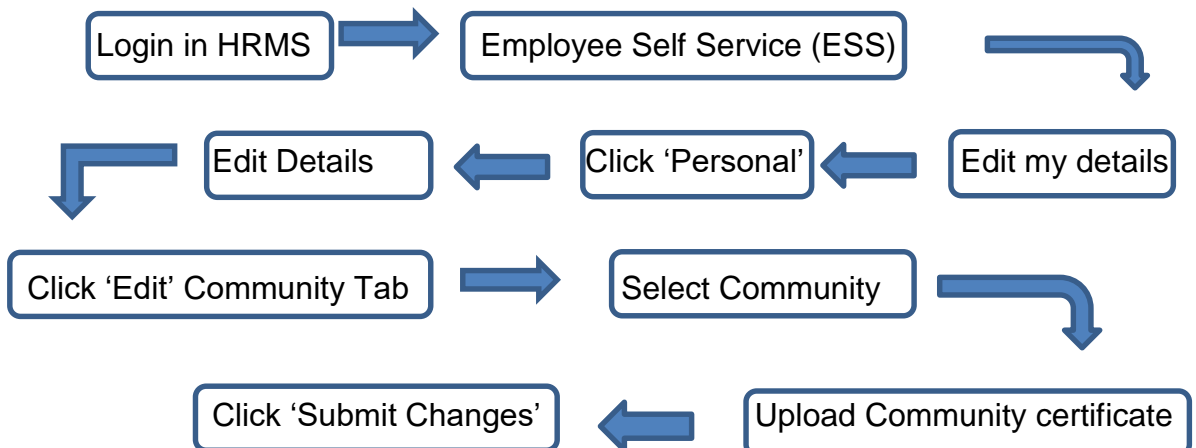 Login in HRMS
Employee Self Service (ESS)
Edit my details
Click ‘Personal’
Edit Details
Click ‘Edit’ Community Tab
Select Community
Upload Community certificate
Click ‘Submit Changes’